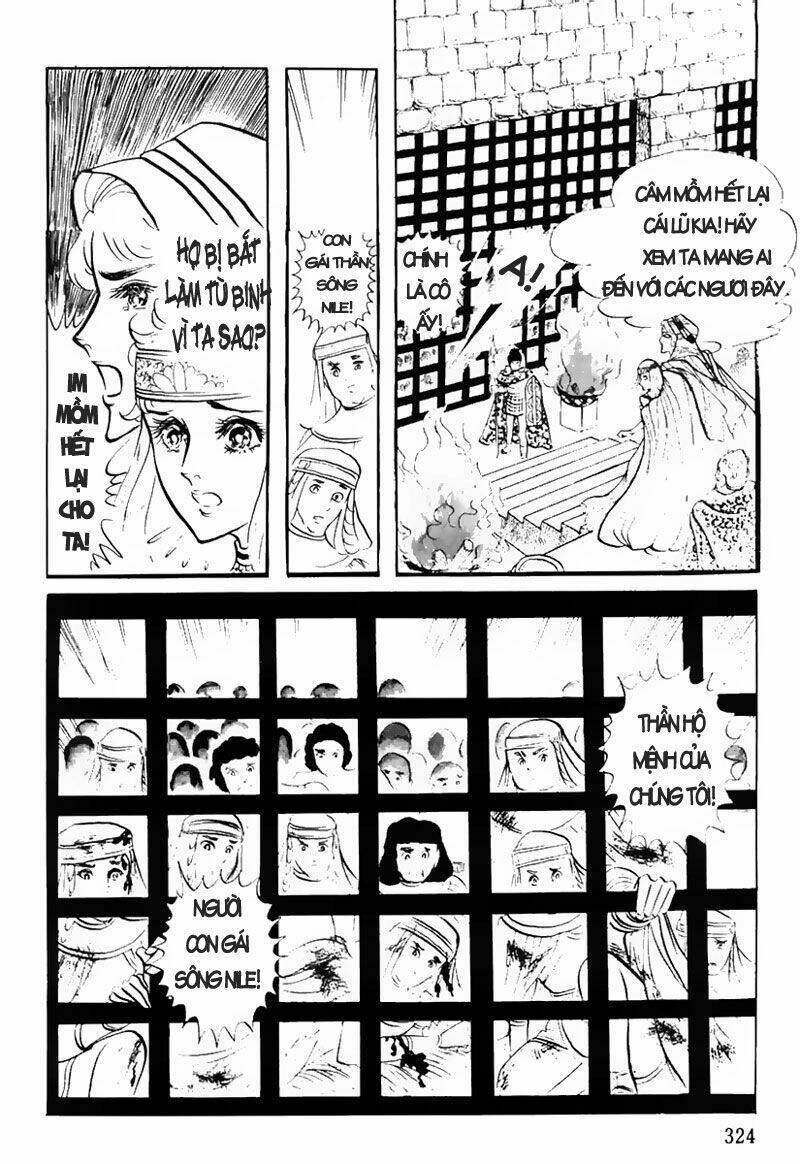 CÂM MỒM HẾT LẠI
CÁI LŨ KIA! HÃY
XEM TA MANG AI
ĐẾN VỚI CÁC NGƯƠI ĐÂY.
A!
CHÍNH
LÀ CÔ
ẤY!
CON
GÁI THẦN
SÔNG
NILE!
HỌ BỊ BẮT
LÀM TÙ BINH
VÌ TA SAO?
IM
MỒM
HẾT
LẠI
CHO
TA!
THẦN HỘ
MỆNH CỦA
CHÚNG TÔI!
NGƯỜI
CON GÁI
SÔNG NILE!
324